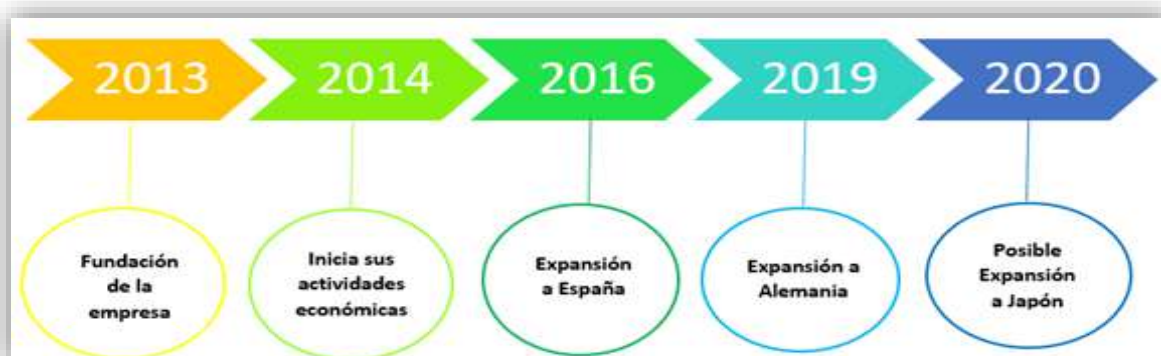 2013
2014
2016
2019
2020
Fundación
de la
empresa
Inicia sus
actividades
económicas
Expansión
a España
Expansión a
Alemania
Posible
Expansión
a Japón